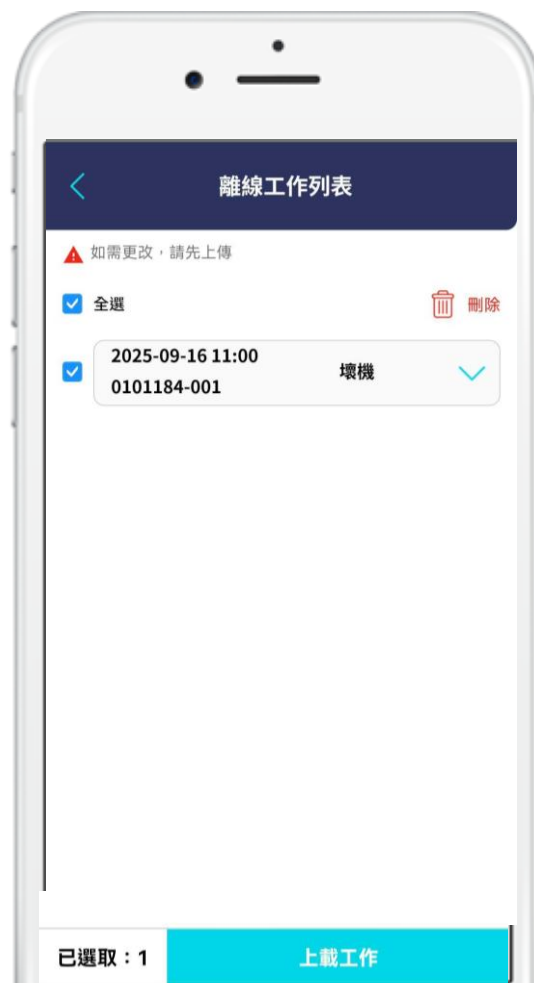 離線工作列表
如需更改，請先上傳
全選 刪除
2025-09-16 11:00
0101184-001
壞機
已選取：1
上載工作